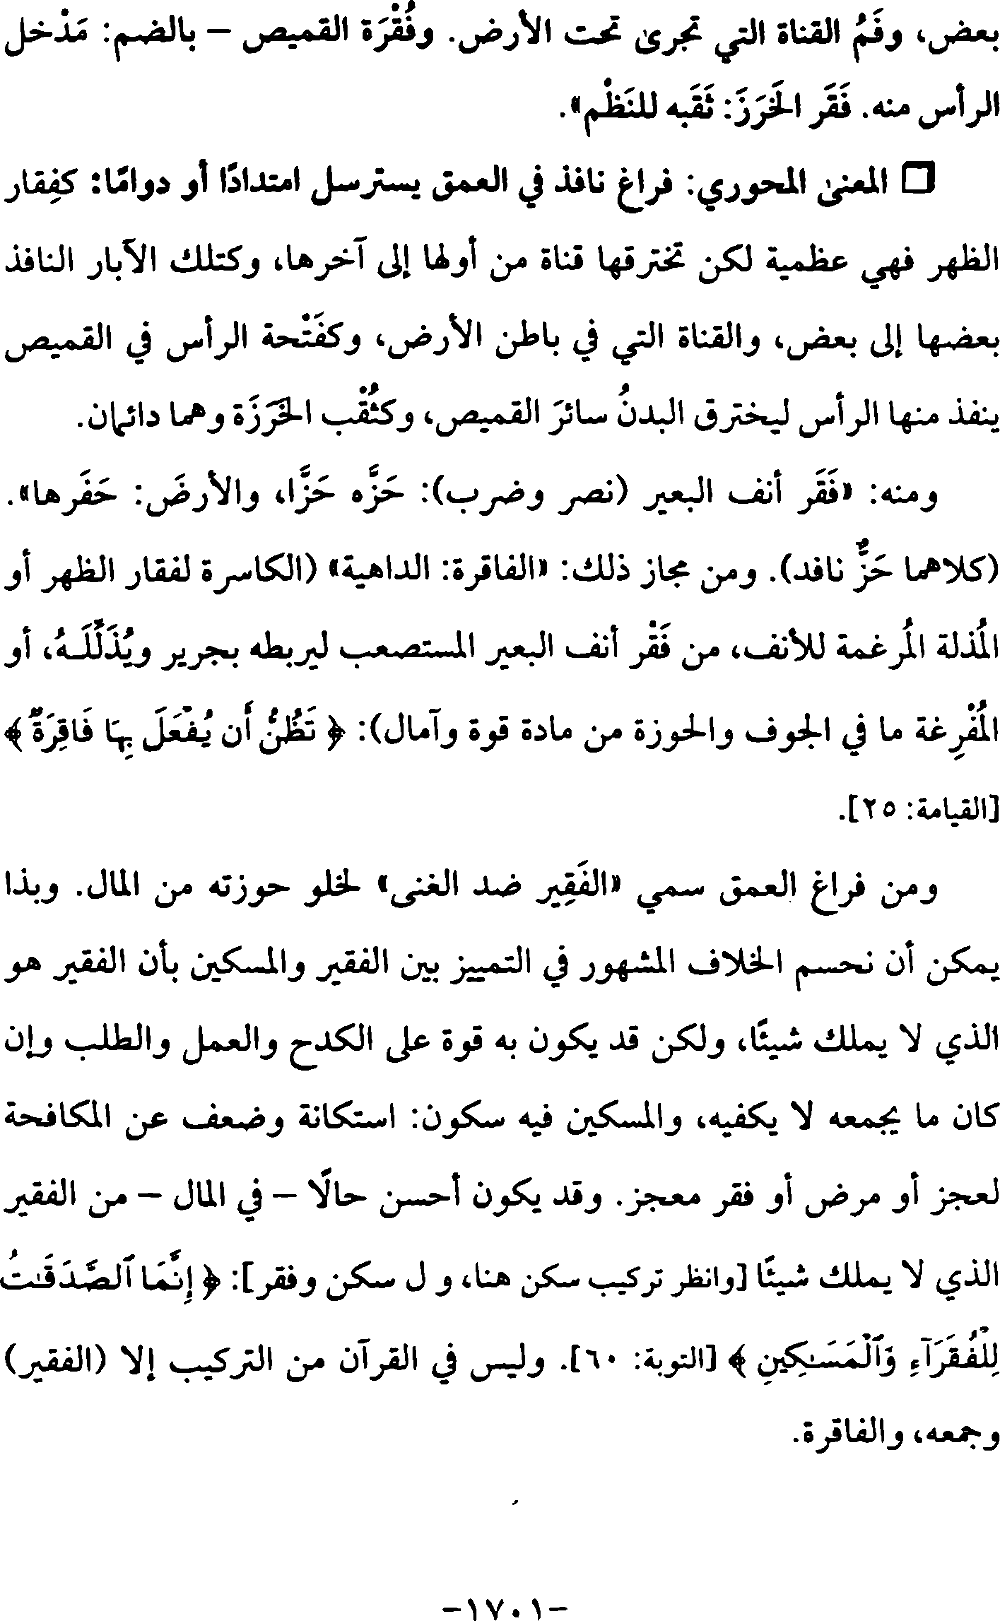 بعض، وفَمُ القناة التي تجرى تحت الأرض. وفُقْرَة القميص – بالضم: مَدْخل
الرأس منه. فَقَر الخَرَزَ: ثَقَبه للنَظْم».
❒ المعنى المحوري: فراغ نافذ في العمق يسترسل امتدادًا أو دوامًا: كفِقار
الظهر فهي عظمية لكن تخترقها قناة من أولها إلى آخرها، وكتلك الآبار النافذ
بعضها إلى بعض، والقناة التي في باطن الأرض، وكفَتْحة الرأس في القميص
ينفذ منها الرأس ليخترق البدنُ سائرَ القميص، وكثُقْب الخَرَزَة وهما دائمان.
ومنه: «فَقَر أنف البعير (نصر وضرب): حَزَّه حَزًّا، والأرضَ: حَفَرها».
(كلاهما حَزٌّ نافد). ومن مجاز ذلك: «الفاقرة: الداهية» (الكاسرة لفقار الظهر أو
المُذلة المُرغمة للأنف، من فَقْر أنف البعير المستصعب ليربطه بجرير ويُذَلِّلَـهُ، أو
المُفْرِغة ما في الجوف والحوزة من مادة قوة وآمال): ﴿ تَظُنُّ أَن يُفْعَلَ بِهَا فَاقِرَةٌ ﴾
[القيامة: ٢٥].
ومن فراغ العمق سمي «الفَقِير ضد الغنى» لخلو حوزته من المال. وبذا
يمكن أن نحسم الخلاف المشهور في التمييز بين الفقير والمسكين بأن الفقير هو
الذي لا يملك شيئًا، ولكن قد يكون به قوة على الكدح والعمل والطلب وإن
كان ما يجمعه لا يكفيه، والمسكين فيه سكون: استكانة وضعف عن المكافحة
لعجز أو مرض أو فقر معجز. وقد يكون أحسن حالًا – في المال – من الفقير
الذي لا يملك شيئًا [وانظر تركيب سكن هنا، و ل سكن وفقر]: ﴿ إِنَّمَا ٱلصَّدَقَـٰتُ
لِلْفُقَرَآءِ وَٱلْمَسَـٰكِينِ ﴾ [التوبة: ٦٠]. وليس في القرآن من التركيب إلا (الفقير)
وجمعه، والفاقرة.
–١٧٠١–